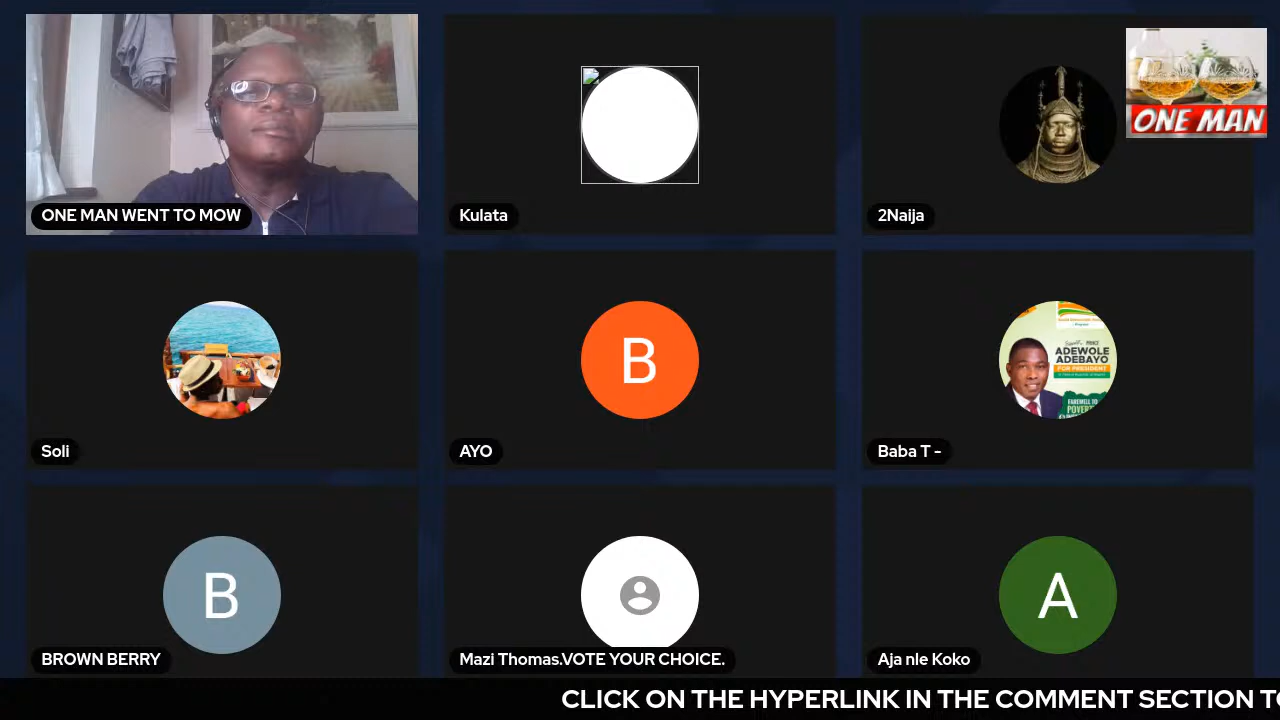 ONE MAN
ONE MAN WENT TO MOW
Kulata
2Naija
B
ADEWOLE
ADEBAYO
FOR PRESIDENT
FAREWELL TO
Soli
AYO
Baba T -
B
A
BROWN BERRY
Mazi Thomas.VOTE YOUR CHOICE.
Aja nle Koko
CLICK ON THE HYPERLINK IN THE COMMENT SECTION